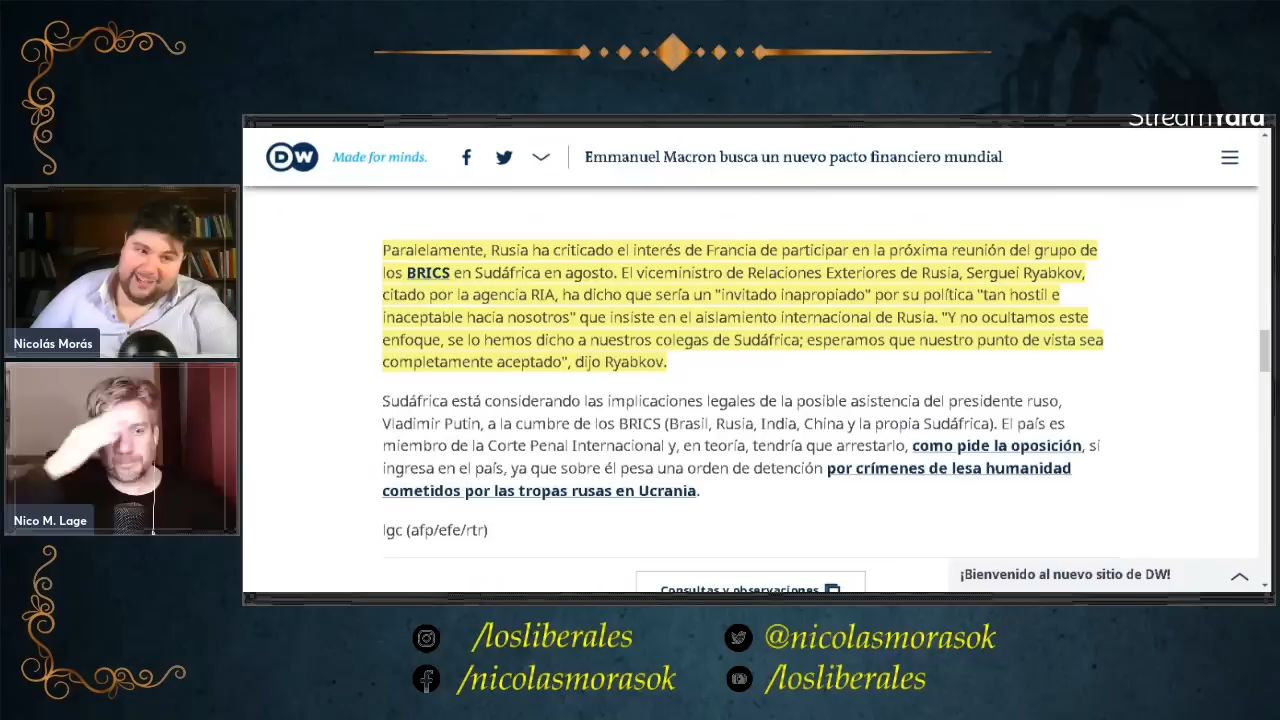 StreamYard
DW Made for minds.
Emmanuel Macron busca un nuevo pacto financiero mundial
Paralelamente, Rusia ha criticado el interés de Francia de participar en la próxima reunión del grupo de
los BRICS en Sudáfrica en agosto. El viceministro de Relaciones Exteriores de Rusia, Serguei Ryabkov,
citado por la agencia RIA, ha dicho que sería un "invitado inapropiado" por su política "tan hostil e
inaceptable hacia nosotros" que insiste en el aislamiento internacional de Rusia. "Y no ocultamos este
enfoque, se lo hemos dicho a nuestros colegas de Sudáfrica; esperamos que nuestro punto de vista sea
completamente aceptado", dijo Ryabkov.
Sudáfrica está considerando las implicaciones legales de la posible asistencia del presidente ruso,
Vladimir Putin, a la cumbre de los BRICS (Brasil, Rusia, India, China y la propia Sudáfrica). El país es
miembro de la Corte Penal Internacional y, en teoría, tendría que arrestarlo, como pide la oposición, si
ingresa en el país, ya que sobre él pesa una orden de detención por crímenes de lesa humanidad
cometidos por las tropas rusas en Ucrania.
lgc (afp/efe/rtr)
Consultas y observaciones
¡Bienvenido al nuevo sitio de DW!
Nicolás Morás
Nico M. Lage
/losliberales
@nicolasmorasok
/nicolasmorasok
/losliberales